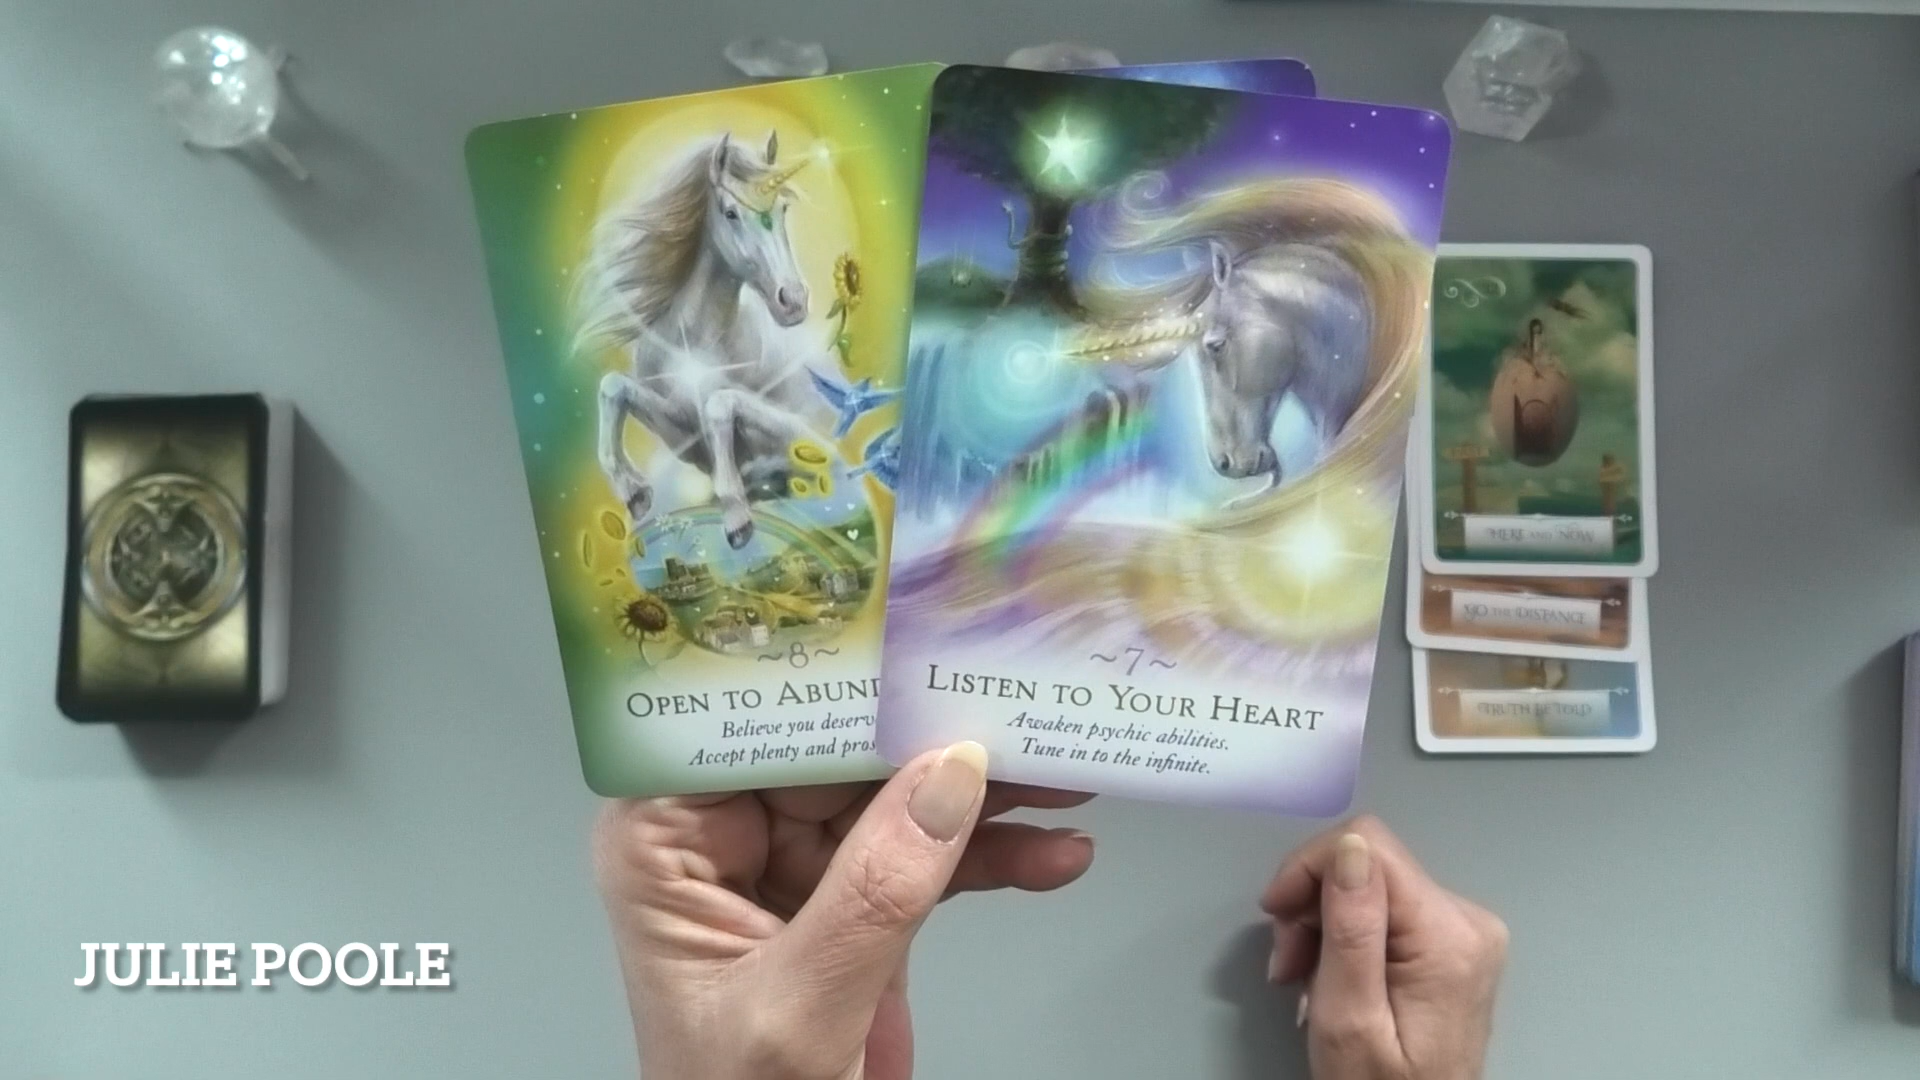 ~8~
OPEN TO ABUND
Believe you deserv
Accept plenty and pros
~7~
LISTEN TO YOUR HEART
Awaken psychic abilities.
Tune in to the infinite.
HERE AND NOW
GO THE DISTANCE
TRUTH BE TOLD
JULIE POOLE